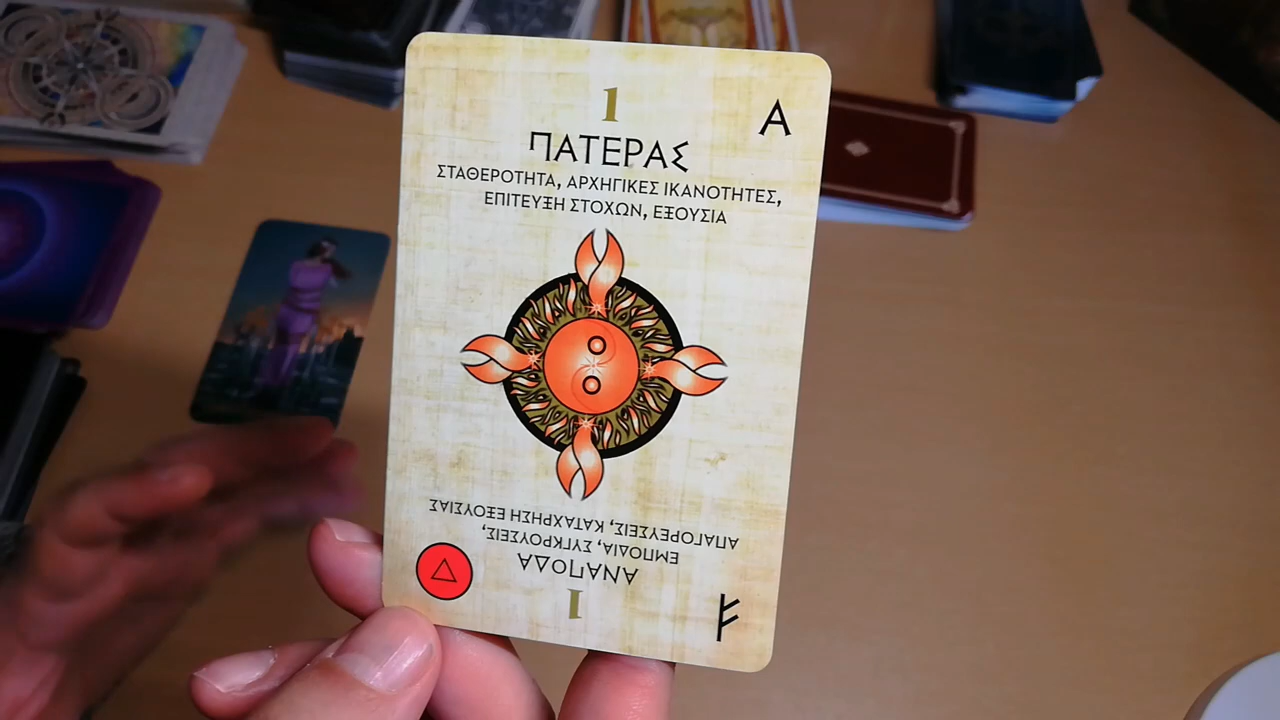 1
Α
ΠΑΤΕΡΑΣ
ΣΤΑΘΕΡΟΤΗΤΑ, ΑΡΧΗΓΙΚΕΣ ΙΚΑΝΟΤΗΤΕΣ,
ΕΠΙΤΕΥΞΗ ΣΤΟΧΩΝ, ΕΞΟΥΣΙΑ
1
ΑΝΑΠΟΔΑ
ΕΜΠΟΔΙΑ, ΣΥΓΚΡΟΥΣΕΙΣ,
ΑΠΑΓΟΡΕΥΣΕΙΣ, ΚΑΤΑΧΡΗΣΗ ΕΞΟΥΣΙΑΣ